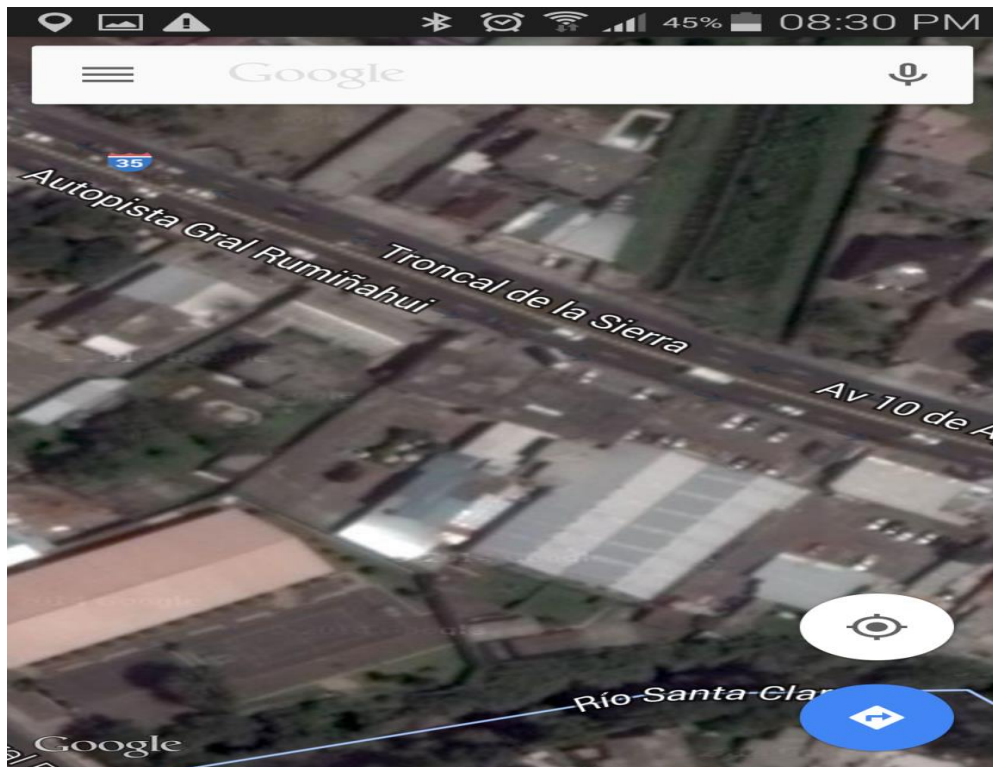 45% 08:30 PM
Google
35
Autopista Gral Rumiñahui
Troncal de la Sierra
Av 10 de A
Río Santa Clar
Google